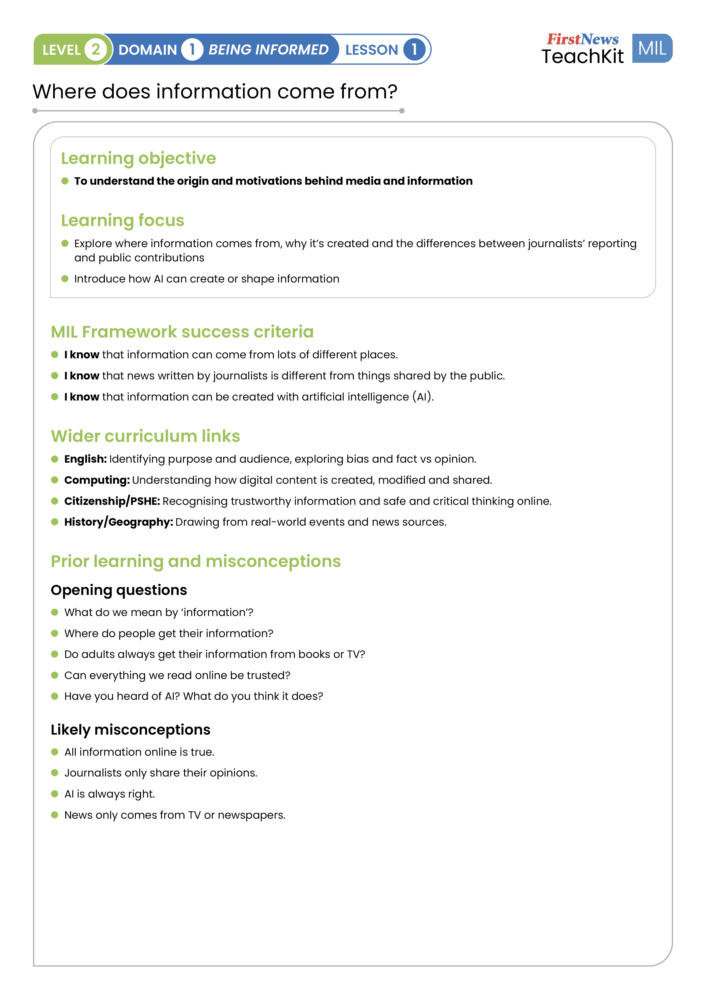 LEVEL 2 DOMAIN 1 BEING INFORMED LESSON 1
FirstNews
TeachKit
MIL
Where does information come from?
Learning objective
To understand the origin and motivations behind media and information
Learning focus
Explore where information comes from, why it’s created and the differences between journalists’ reporting
and public contributions
Introduce how AI can create or shape information
MIL Framework success criteria
I know that information can come from lots of different places.
I know that news written by journalists is different from things shared by the public.
I know that information can be created with artificial intelligence (AI).
Wider curriculum links
English: Identifying purpose and audience, exploring bias and fact vs opinion.
Computing: Understanding how digital content is created, modified and shared.
Citizenship/PSHE: Recognising trustworthy information and safe and critical thinking online.
History/Geography: Drawing from real-world events and news sources.
Prior learning and misconceptions
Opening questions
What do we mean by ‘information’?
Where do people get their information?
Do adults always get their information from books or TV?
Can everything we read online be trusted?
Have you heard of AI? What do you think it does?
Likely misconceptions
All information online is true.
Journalists only share their opinions.
AI is always right.
News only comes from TV or newspapers.